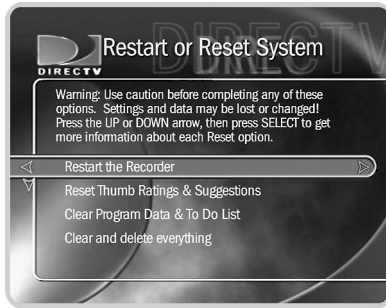 DIRECTV
Restart or Reset System
DIRECTV
Warning: Use caution before completing any of these
options. Settings and data may be lost or changed!
Press the UP or DOWN arrow, then press SELECT to get
more information about each Reset option.
Restart the Recorder
Reset Thumb Ratings & Suggestions
Clear Program Data & To Do List
Clear and delete everything